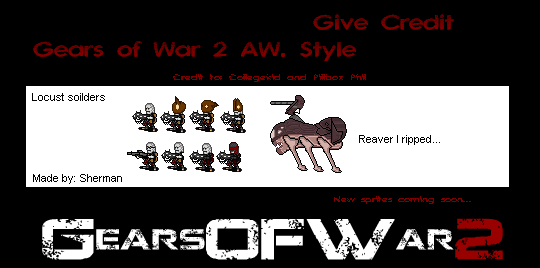 Give Credit
Gears of War 2 AW. Style
Credit to: Collegekid and Pillbox Phil
Locust soilders
Reaver I ripped...
Made by: Sherman
New sprites coming soon...
GearsOFWar2